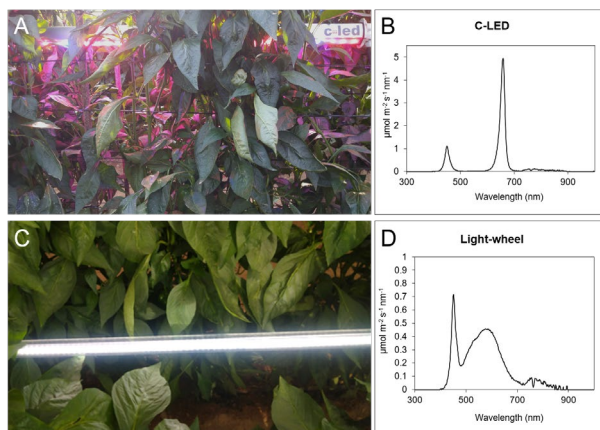 A
c-led
B
C-LED
µmol m⁻² s⁻¹ nm⁻¹
5
4
3
2
1
0
300 500 700 900
Wavelength (nm)
C
D
Light-wheel
µmol m⁻² s⁻¹ nm⁻¹
1
0.9
0.8
0.7
0.6
0.5
0.4
0.3
0.2
0.1
0
300 500 700 900
Wavelength (nm)